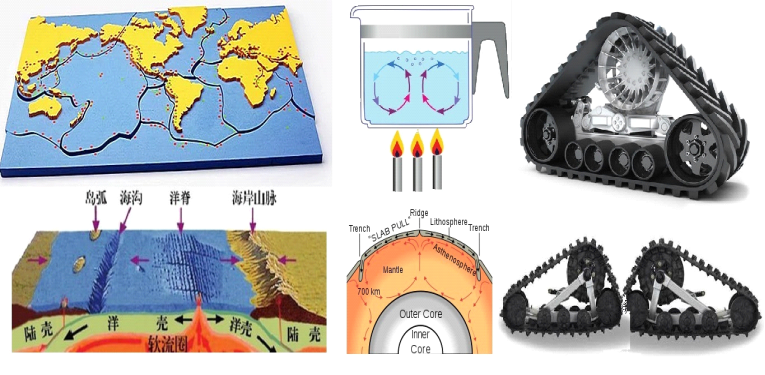 岛弧 海沟 洋脊 海岸山脉
陆壳 洋 壳 洋壳 陆壳
软流圈
Ridge
"SLAB PULL" Lithosphere
Trench Trench
Asthenosphere
Mantle
700 km
Outer Core
Inner
Core